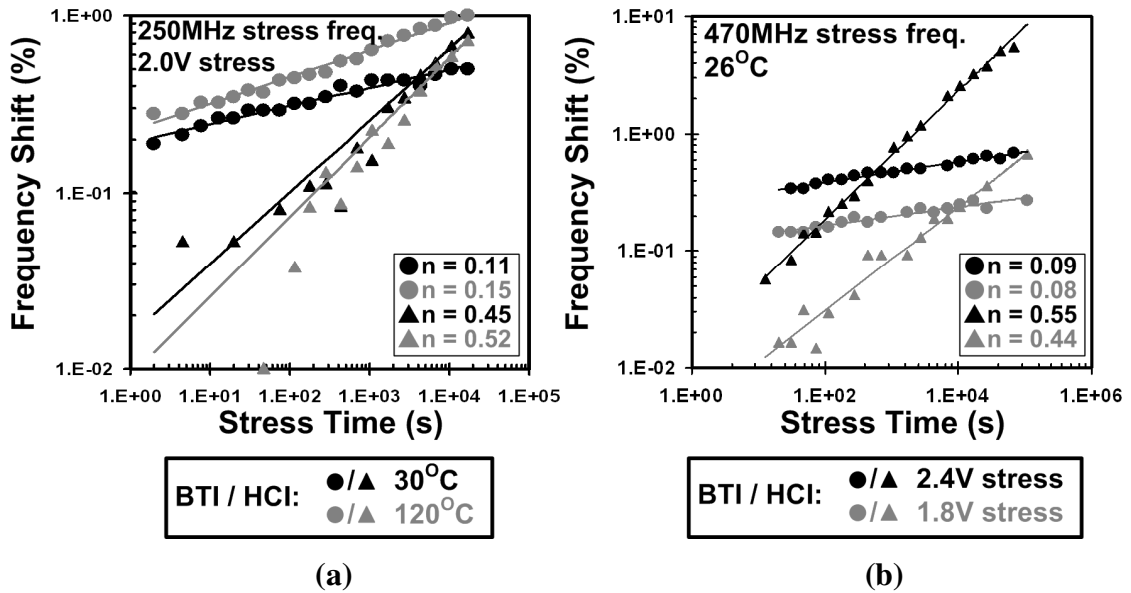 250MHz stress freq.
2.0V stress
Frequency Shift (%)
1.E+00
1.E-01
1.E-02
1.E+00 1.E+01 1.E+02 1.E+03 1.E+04 1.E+05
Stress Time (s)
n = 0.11
n = 0.15
n = 0.45
n = 0.52
BTI / HCI:
●/▲ 30°C
●/▲ 120°C
(a)
470MHz stress freq.
26°C
Frequency Shift (%)
1.E+01
1.E+00
1.E-01
1.E-02
1.E+00 1.E+02 1.E+04 1.E+06
Stress Time (s)
n = 0.09
n = 0.08
n = 0.55
n = 0.44
BTI / HCI:
●/▲ 2.4V stress
●/▲ 1.8V stress
(b)